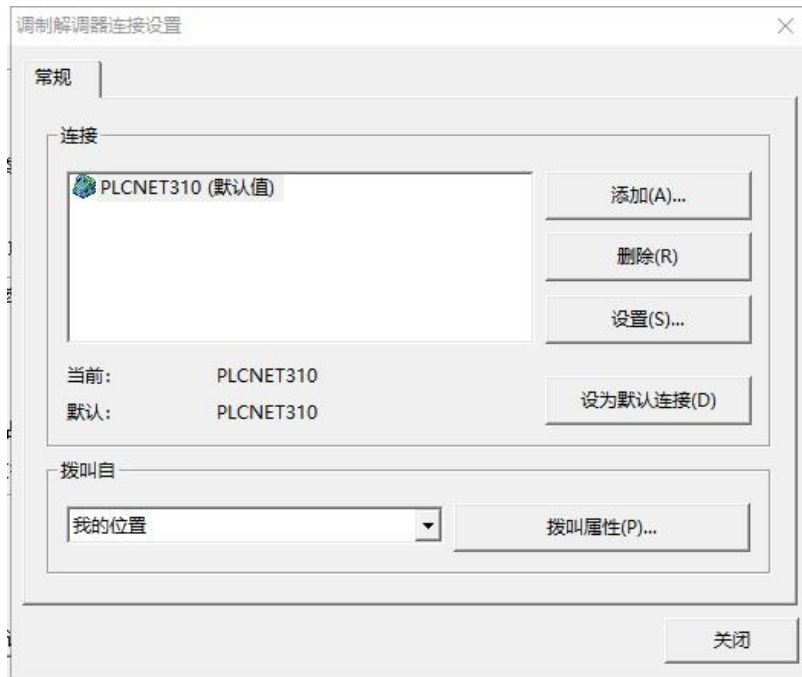 调制解调器连接设置
常规
连接
PLCNET310 (默认值)
添加(A)...
删除(R)
设置(S)...
当前: PLCNET310
默认: PLCNET310
设为默认连接(D)
拨叫自
我的位置
拨叫属性(P)...
关闭